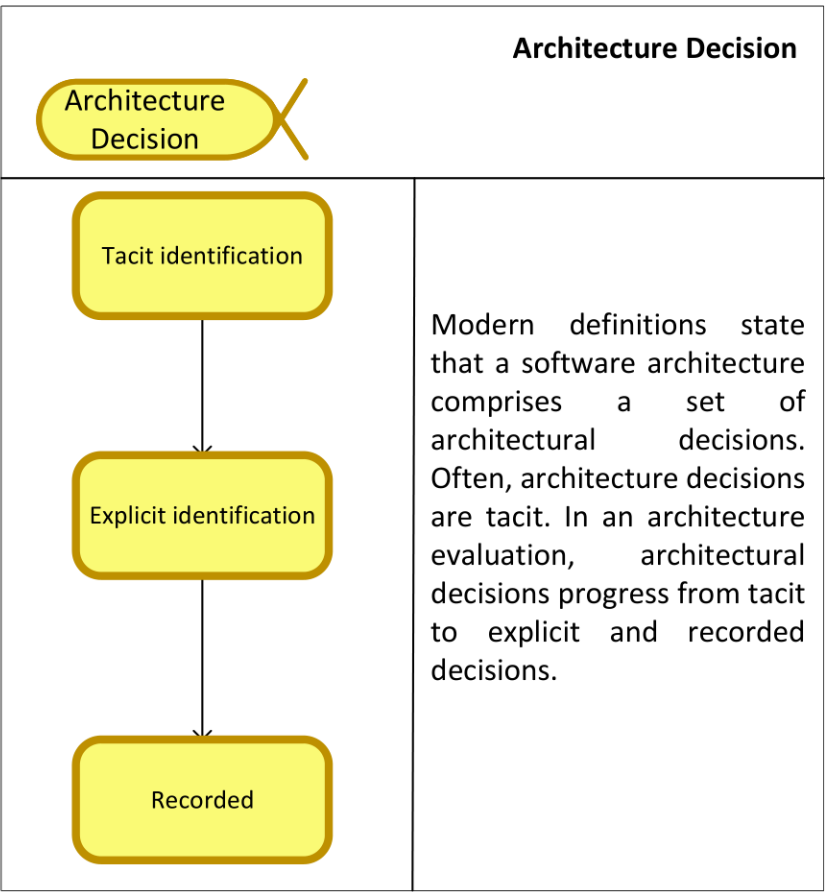 Architecture Decision
Architecture
Decision
Tacit identification
Explicit identification
Recorded
Modern definitions state
that a software architecture
comprises a set of
architectural decisions.
Often, architecture decisions
are tacit. In an architecture
evaluation, architectural
decisions progress from tacit
to explicit and recorded
decisions.